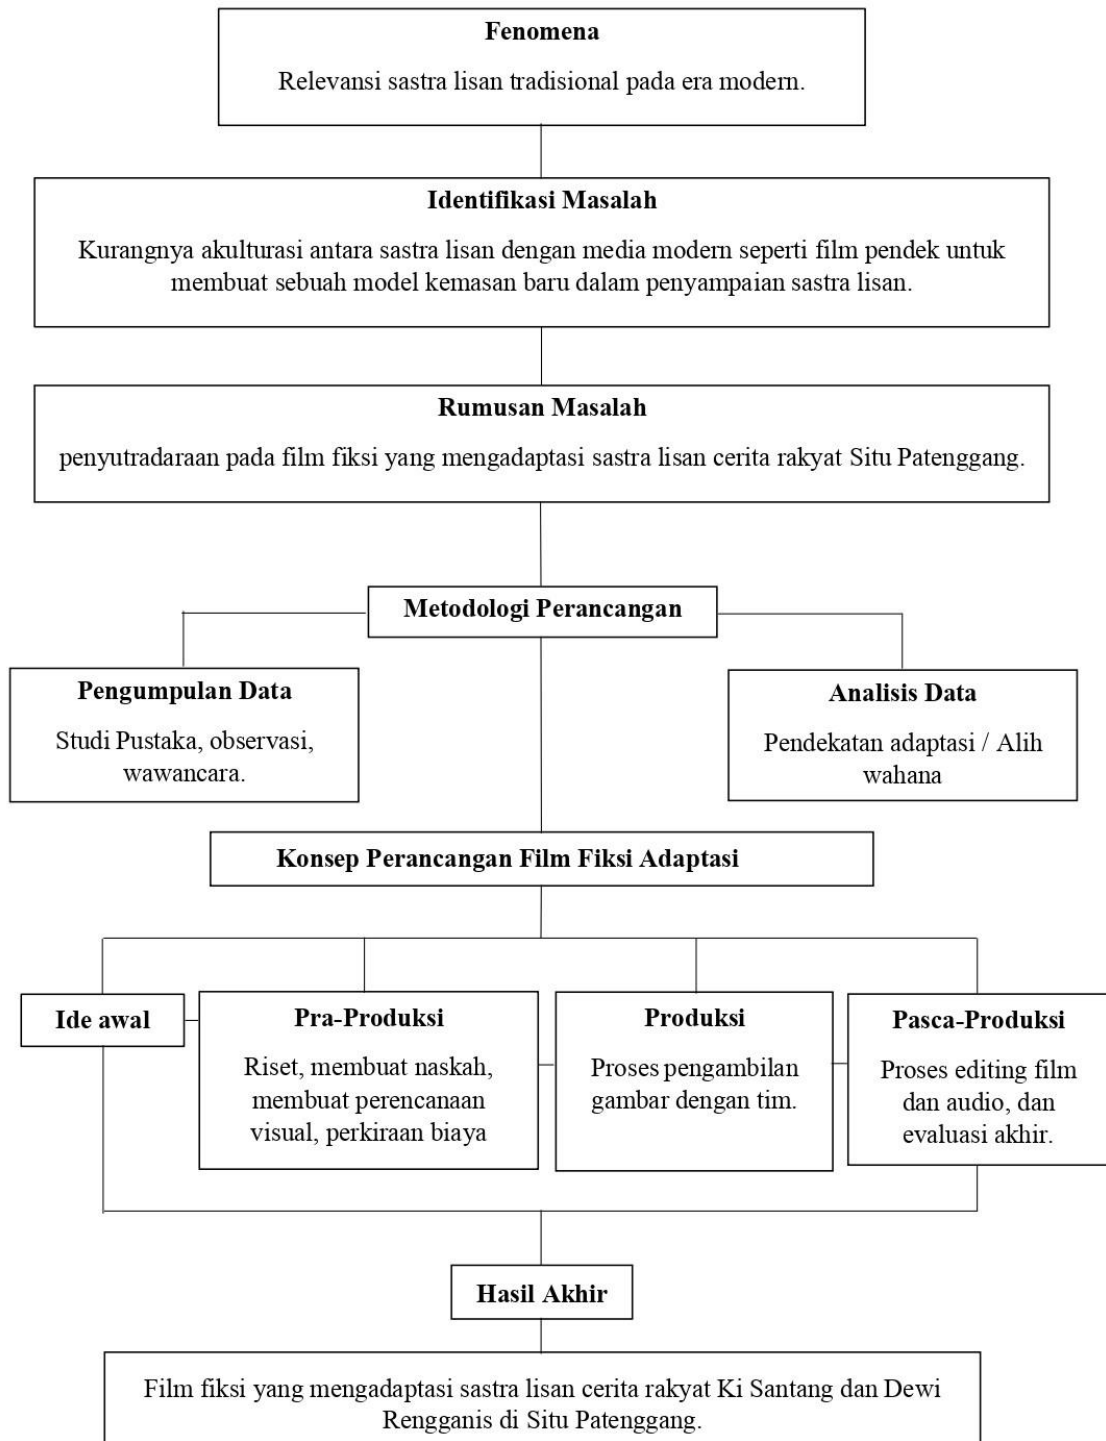 Fenomena
Relevansi sastra lisan tradisional pada era modern.
Identifikasi Masalah
Kurangnya akulturasi antara sastra lisan dengan media modern seperti film pendek untuk
membuat sebuah model kemasan baru dalam penyampaian sastra lisan.
Rumusan Masalah
penyutradaraan pada film fiksi yang mengadaptasi sastra lisan cerita rakyat Situ Patenggang.
Metodologi Perancangan
Pengumpulan Data
Studi Pustaka, observasi,
wawancara.
Analisis Data
Pendekatan adaptasi / Alih
wahana
Konsep Perancangan Film Fiksi Adaptasi
Ide awal
Pra-Produksi
Riset, membuat naskah,
membuat perencanaan
visual, perkiraan biaya
Produksi
Proses pengambilan
gambar dengan tim.
Pasca-Produksi
Proses editing film
dan audio, dan
evaluasi akhir.
Hasil Akhir
Film fiksi yang mengadaptasi sastra lisan cerita rakyat Ki Santang dan Dewi
Rengganis di Situ Patenggang.